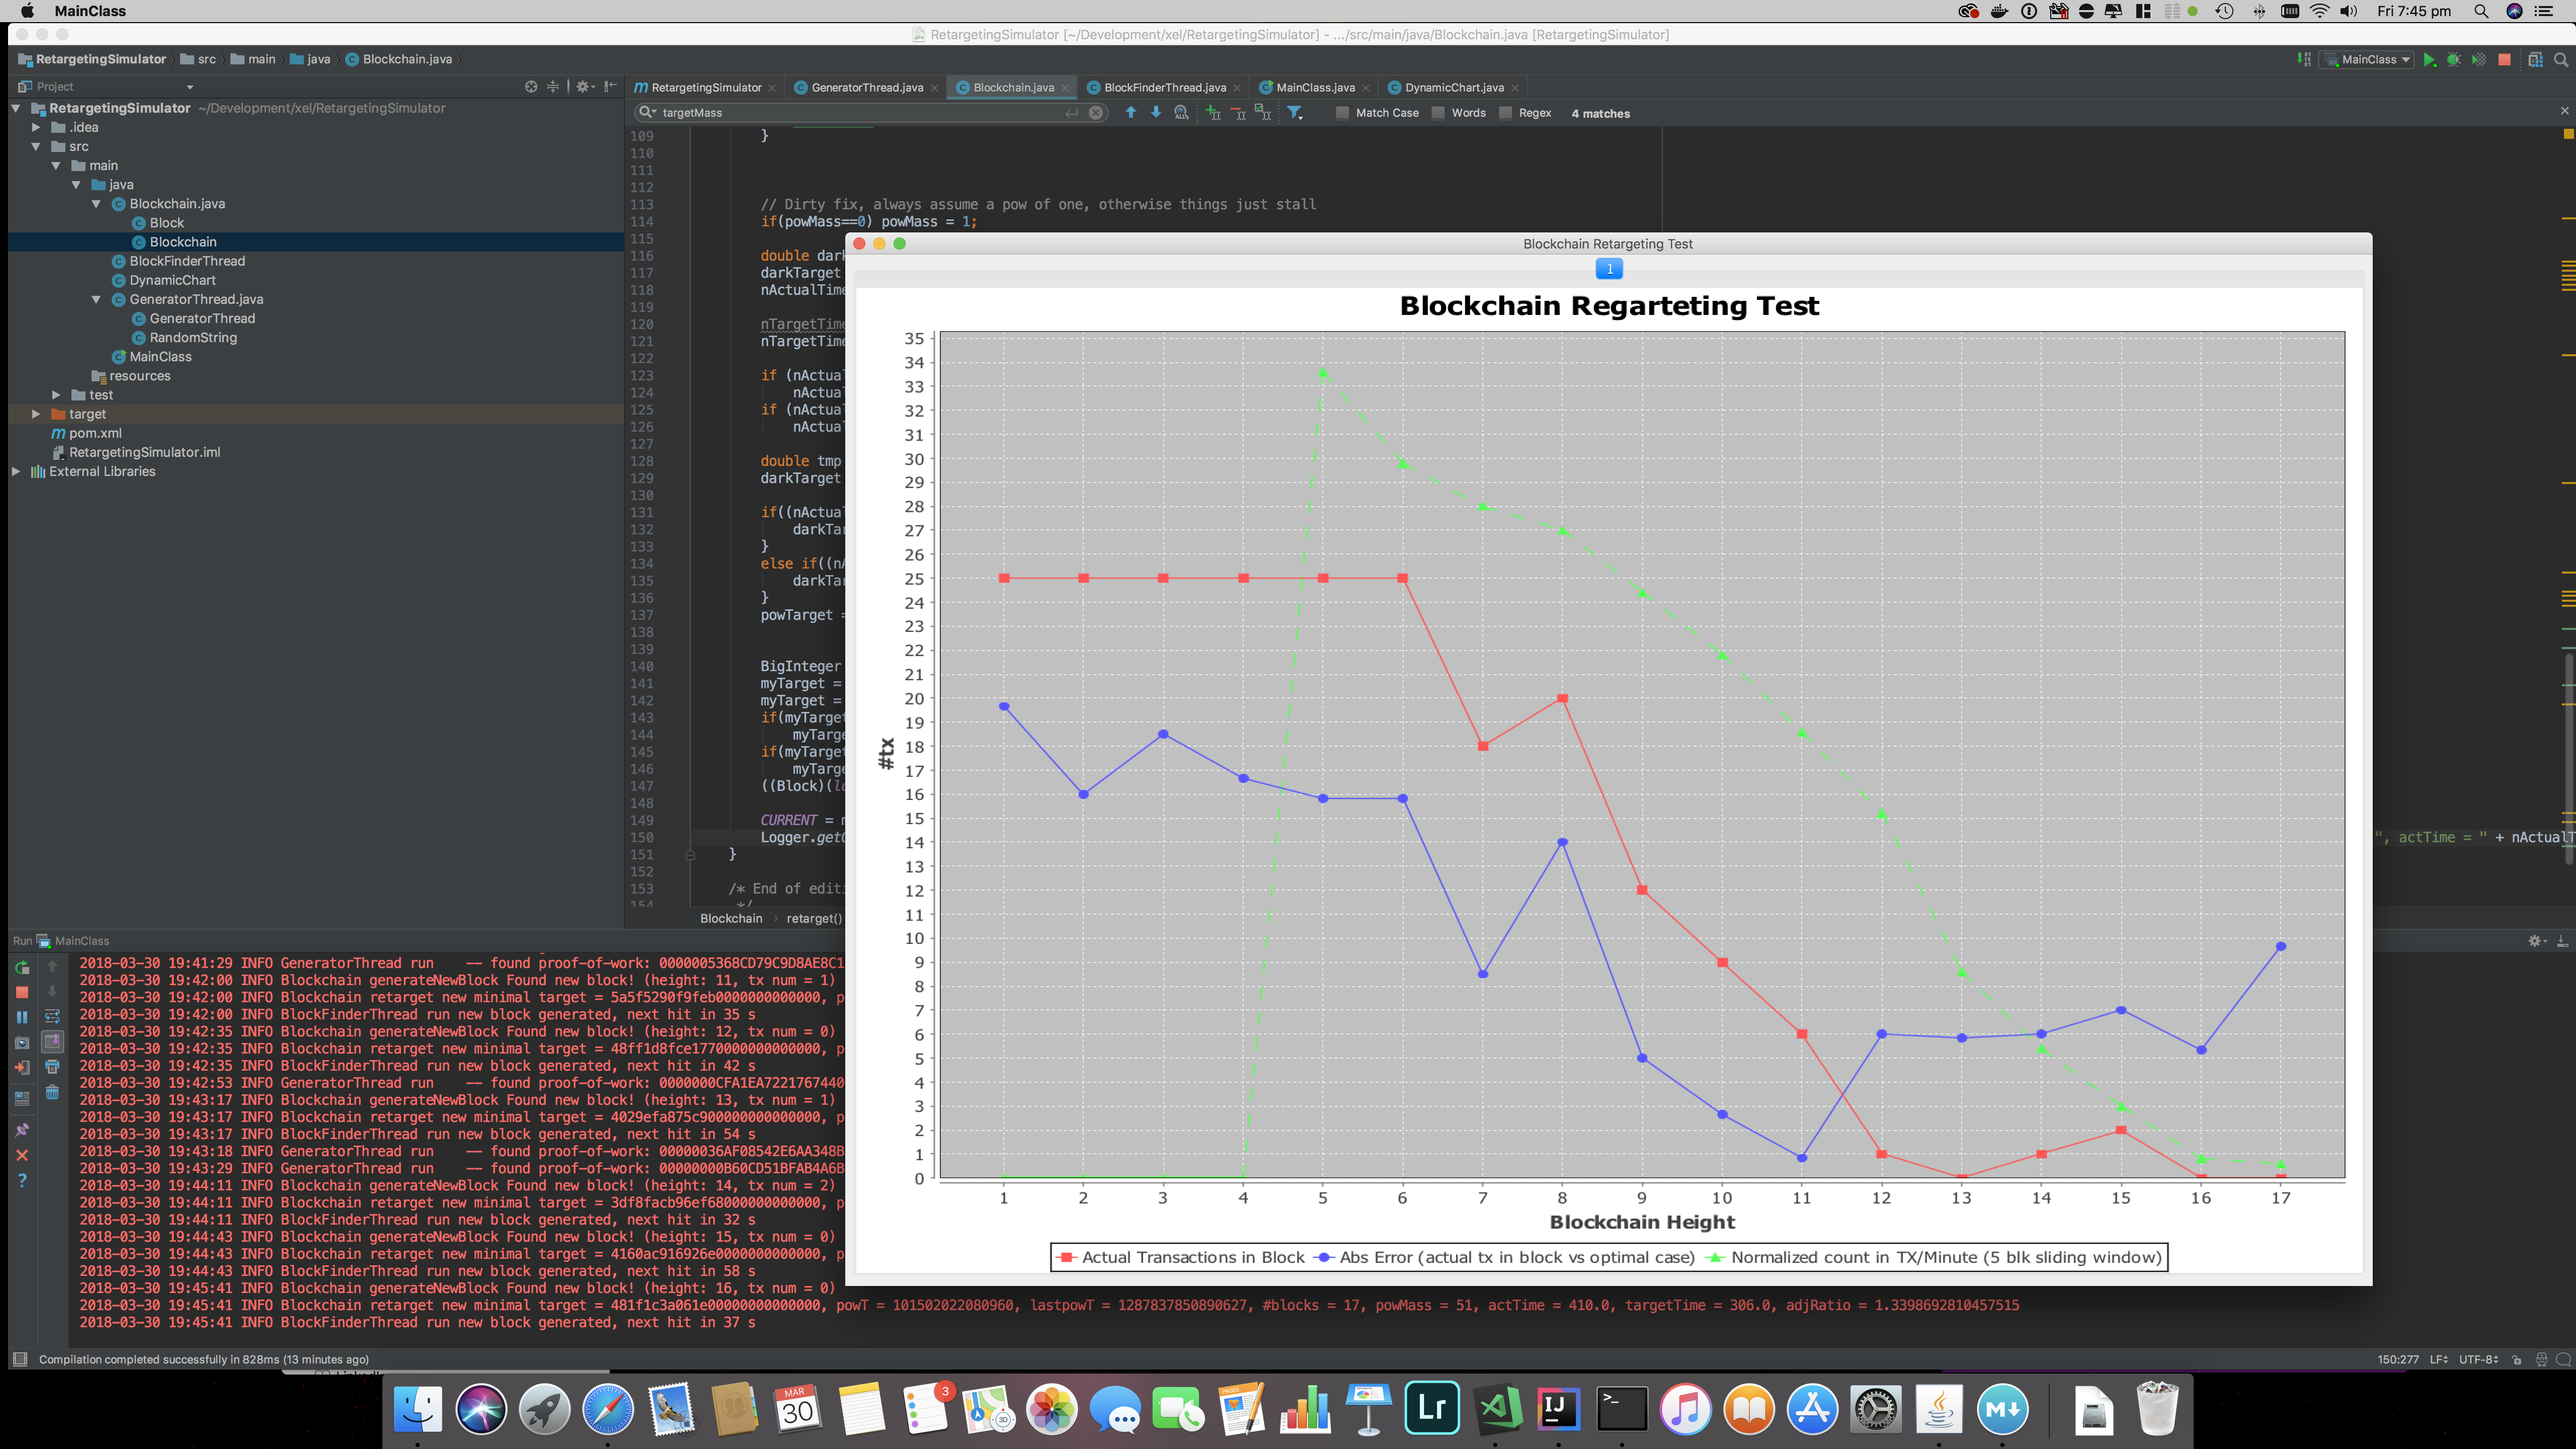 MainClass
Fri 7:45 pm
RetargetingSimulator [~/Development/xel/RetargetingSimulator] - .../src/main/java/Blockchain.java [RetargetingSimulator]
RetargetingSimulator src main java Blockchain.java
MainClass
Project
RetargetingSimulator GeneratorThread.java Blockchain.java BlockFinderThread.java MainClass.java DynamicChart.java
targetMass
Match Case Words Regex 4 matches
RetargetingSimulator ~/Development/xel/RetargetingSimulator
.idea
src
main
java
Blockchain.java
Block
Blockchain
BlockFinderThread
DynamicChart
GeneratorThread.java
GeneratorThread
RandomString
MainClass
resources
test
target
pom.xml
RetargetingSimulator.iml
External Libraries
109 }
110
111
112
113 // Dirty fix, always assume a pow of one, otherwise things just stall
114 if(powMass==0) powMass = 1;
115
116 double dark
117 darkTarget
118 nActualTime
119
120 nTargetTime
121 nTargetTime
122
123 if (nActual
124 nActual
125 if (nActual
126 nActual
127
128 double tmp
129 darkTarget
130
131 if((nActual
132 darkTar
133 }
134 else if((nA
135 darkTar
136 }
137 powTarget =
138
139
140 BigInteger
141 myTarget =
142 myTarget =
143 if(myTarget
144 myTarge
145 if(myTarget
146 myTarge
147 ((Block)(la
148
149 CURRENT = m
150 Logger.getG
", actTime = " + nActualT
151 }
152
153 /* End of editi
154 */
Blockchain retarget()
Blockchain Retargeting Test
1
Blockchain Regarteting Test
35
34
33
32
31
30
29
28
27
26
25
24
23
22
21
20
19
18
17
16
15
14
13
12
11
10
9
8
7
6
5
4
3
2
1
0
#tx
1 2 3 4 5 6 7 8 9 10 11 12 13 14 15 16 17
Blockchain Height
Actual Transactions in Block Abs Error (actual tx in block vs optimal case) Normalized count in TX/Minute (5 blk sliding window)
Run MainClass
2018-03-30 19:41:29 INFO GeneratorThread run -- found proof-of-work: 0000005368CD79C9D8AE8C1
2018-03-30 19:42:00 INFO Blockchain generateNewBlock Found new block! (height: 11, tx num = 1)
2018-03-30 19:42:00 INFO Blockchain retarget new minimal target = 5a5f5290f9feb0000000000000, p
2018-03-30 19:42:00 INFO BlockFinderThread run new block generated, next hit in 35 s
2018-03-30 19:42:35 INFO Blockchain generateNewBlock Found new block! (height: 12, tx num = 0)
2018-03-30 19:42:35 INFO Blockchain retarget new minimal target = 48ff1d8fce1770000000000000, p
2018-03-30 19:42:35 INFO BlockFinderThread run new block generated, next hit in 42 s
2018-03-30 19:42:53 INFO GeneratorThread run -- found proof-of-work: 0000000CFA1EA7221767440
2018-03-30 19:43:17 INFO Blockchain generateNewBlock Found new block! (height: 13, tx num = 1)
2018-03-30 19:43:17 INFO Blockchain retarget new minimal target = 4029efa875c900000000000000, p
2018-03-30 19:43:17 INFO BlockFinderThread run new block generated, next hit in 54 s
2018-03-30 19:43:18 INFO GeneratorThread run -- found proof-of-work: 00000036AF08542E6AA348B
2018-03-30 19:43:29 INFO GeneratorThread run -- found proof-of-work: 00000000B60CD51BFAB4A6B
2018-03-30 19:44:11 INFO Blockchain generateNewBlock Found new block! (height: 14, tx num = 2)
2018-03-30 19:44:11 INFO Blockchain retarget new minimal target = 3df8facb96ef68000000000000, p
2018-03-30 19:44:11 INFO BlockFinderThread run new block generated, next hit in 32 s
2018-03-30 19:44:43 INFO Blockchain generateNewBlock Found new block! (height: 15, tx num = 0)
2018-03-30 19:44:43 INFO Blockchain retarget new minimal target = 4160ac916926e0000000000000, p
2018-03-30 19:44:43 INFO BlockFinderThread run new block generated, next hit in 58 s
2018-03-30 19:45:41 INFO Blockchain generateNewBlock Found new block! (height: 16, tx num = 0)
2018-03-30 19:45:41 INFO Blockchain retarget new minimal target = 481f1c3a061e00000000000000, powT = 101502022080960, lastpowT = 1287837850890627, #blocks = 17, powMass = 51, actTime = 410.0, targetTime = 306.0, adjRatio = 1.3398692810457515
2018-03-30 19:45:41 INFO BlockFinderThread run new block generated, next hit in 37 s
Compilation completed successfully in 828ms (13 minutes ago)
150:277 LF UTF-8
MAR
30
3
3D
PAGES
Lr
IJ
>_
M